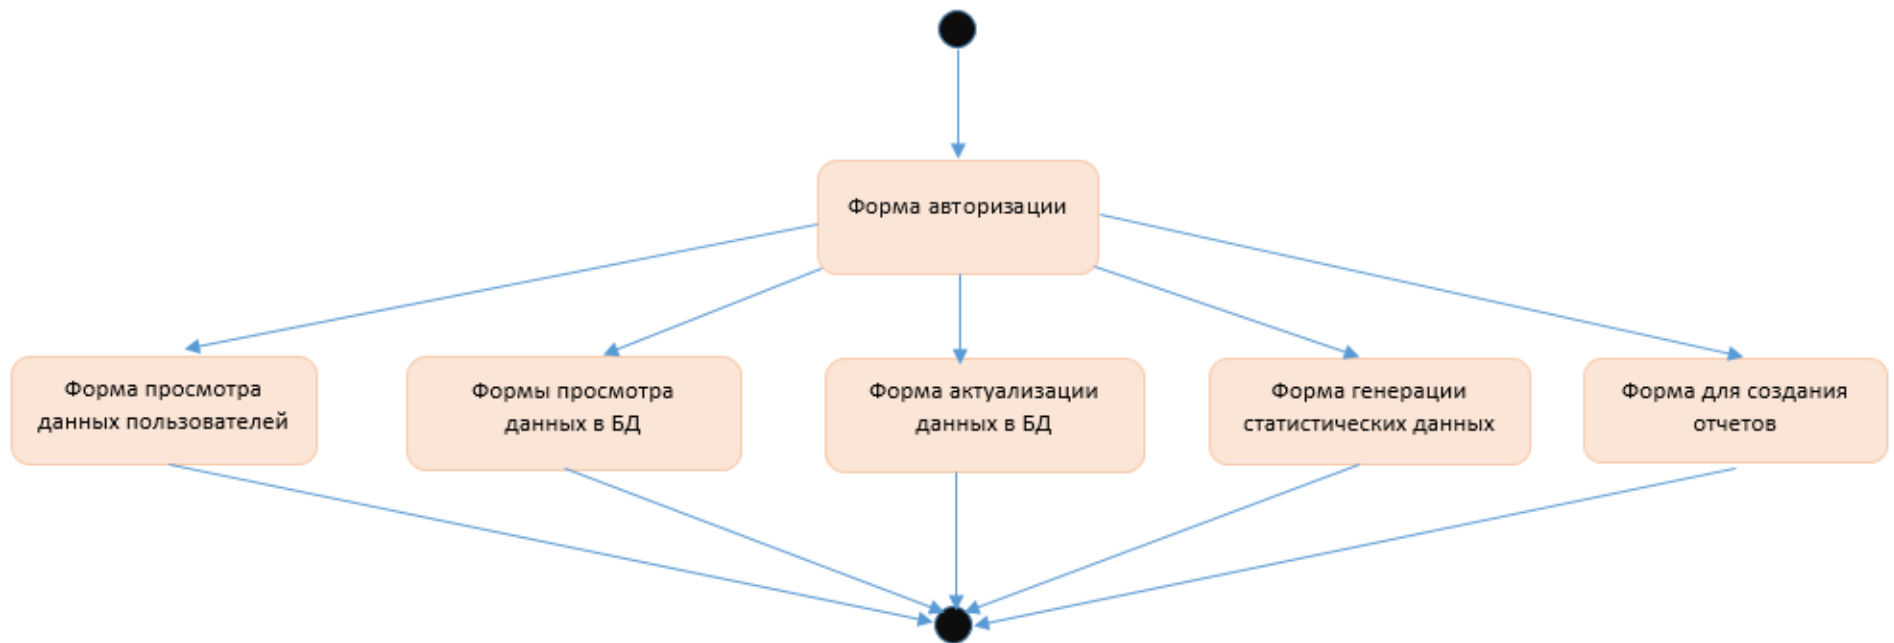 Форма авторизации
Форма просмотра
данных пользователей
Формы просмотра
данных в БД
Форма актуализации
данных в БД
Форма генерации
статистических данных
Форма для создания
отчетов